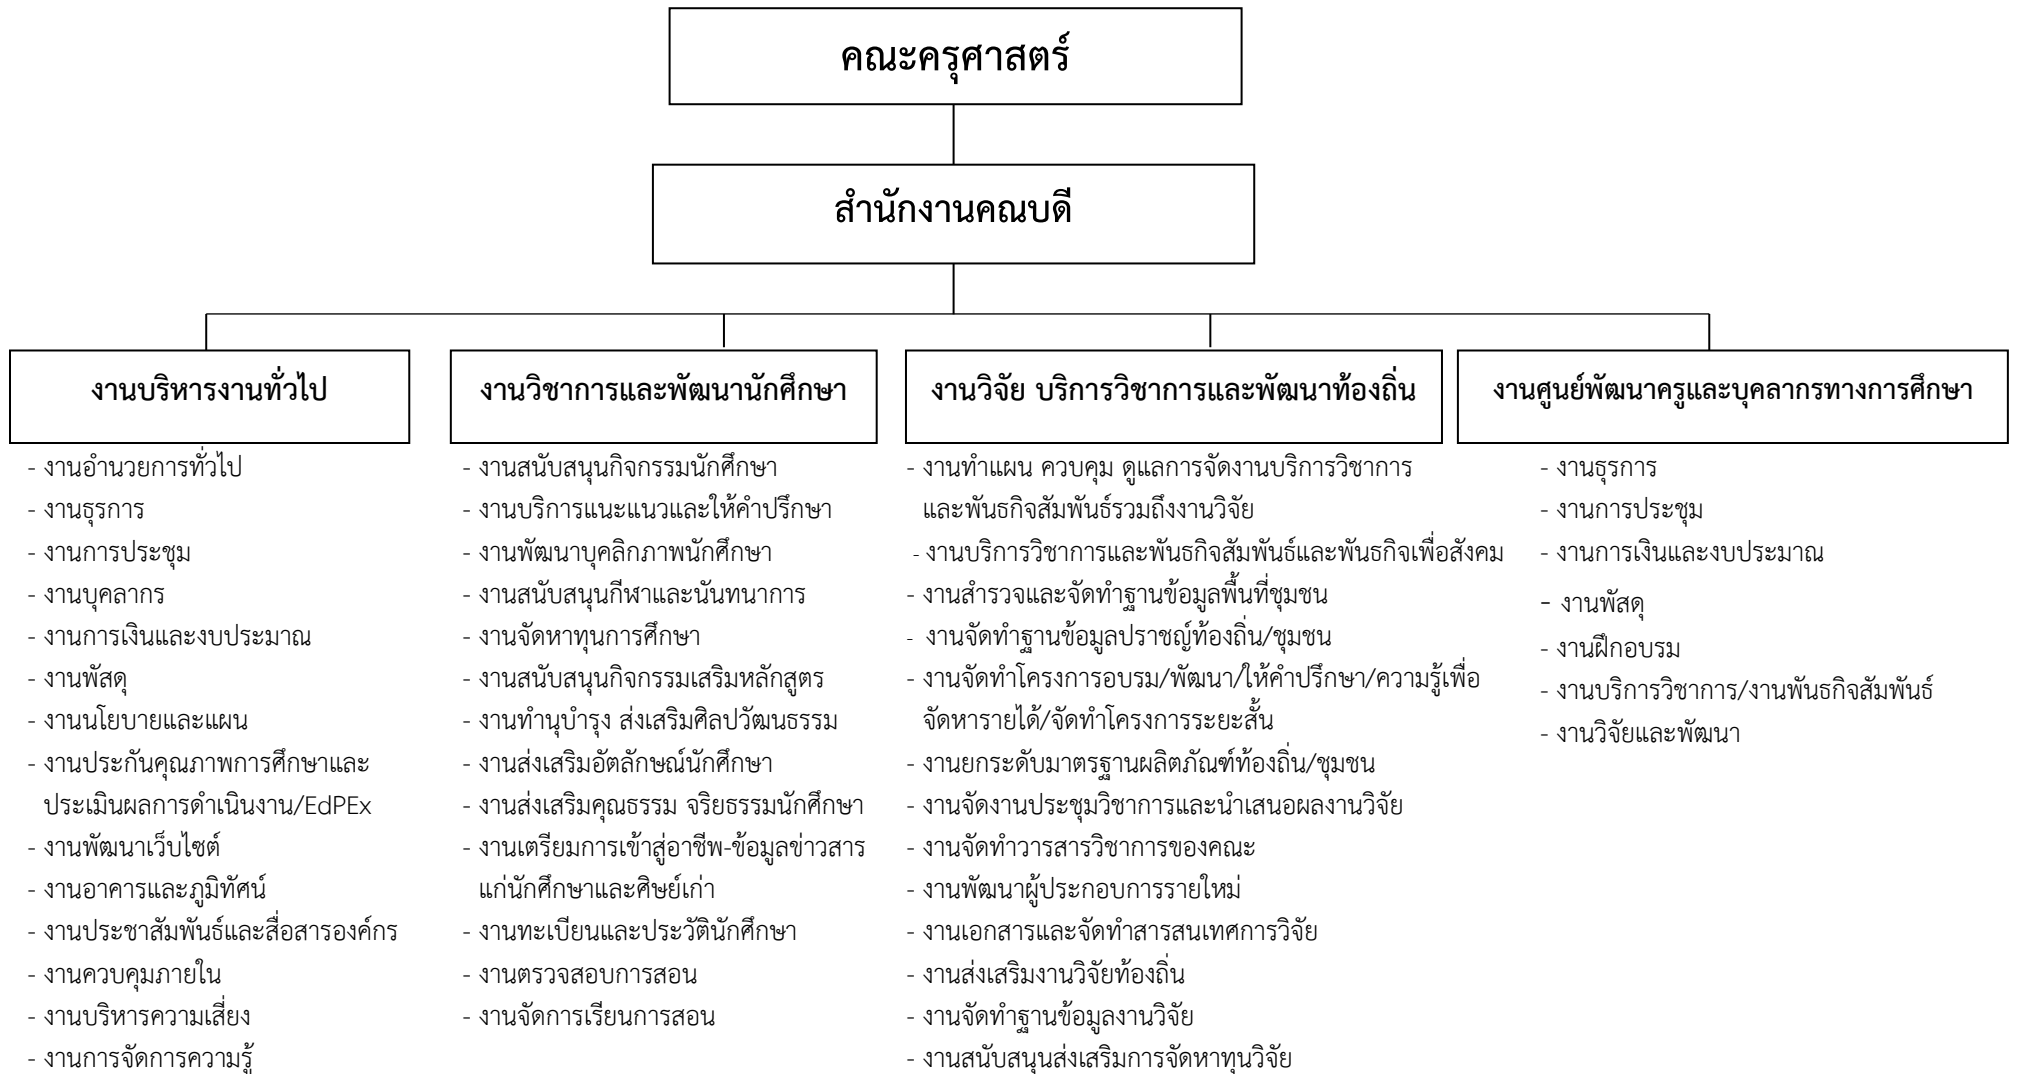 คณะครุศาสตร์
สำนักงานคณบดี
งานบริหารงานทั่วไป
- งานอำนวยการทั่วไป
- งานธุรการ
- งานการประชุม
- งานบุคลากร
- งานการเงินและงบประมาณ
- งานพัสดุ
- งานนโยบายและแผน
- งานประกันคุณภาพการศึกษาและ
ประเมินผลการดำเนินงาน/EdPEx
- งานพัฒนาเว็บไซต์
- งานอาคารและภูมิทัศน์
- งานประชาสัมพันธ์และสื่อสารองค์กร
- งานควบคุมภายใน
- งานบริหารความเสี่ยง
- งานการจัดการความรู้
งานวิชาการและพัฒนานักศึกษา
- งานสนับสนุนกิจกรรมนักศึกษา
- งานบริการแนะแนวและให้คำปรึกษา
- งานพัฒนาบุคลิกภาพนักศึกษา
- งานสนับสนุนกีฬาและนันทนาการ
- งานจัดหาทุนการศึกษา
- งานสนับสนุนกิจกรรมเสริมหลักสูตร
- งานทำนุบำรุง ส่งเสริมศิลปวัฒนธรรม
- งานส่งเสริมอัตลักษณ์นักศึกษา
- งานส่งเสริมคุณธรรม จริยธรรมนักศึกษา
- งานเตรียมการเข้าสู่อาชีพ-ข้อมูลข่าวสาร
แก่นักศึกษาและศิษย์เก่า
- งานทะเบียนและประวัตินักศึกษา
- งานตรวจสอบการสอน
- งานจัดการเรียนการสอน
งานวิจัย บริการวิชาการและพัฒนาท้องถิ่น
- งานทำแผน ควบคุม ดูแลการจัดงานบริการวิชาการ
และพันธกิจสัมพันธ์รวมถึงงานวิจัย
- งานบริการวิชาการและพันธกิจสัมพันธ์และพันธกิจเพื่อสังคม
- งานสำรวจและจัดทำฐานข้อมูลพื้นที่ชุมชน
- งานจัดทำฐานข้อมูลปราชญ์ท้องถิ่น/ชุมชน
- งานจัดทำโครงการอบรม/พัฒนา/ให้คำปรึกษา/ความรู้เพื่อ
จัดหารายได้/จัดทำโครงการระยะสั้น
- งานยกระดับมาตรฐานผลิตภัณฑ์ท้องถิ่น/ชุมชน
- งานจัดงานประชุมวิชาการและนำเสนอผลงานวิจัย
- งานจัดทำวารสารวิชาการของคณะ
- งานพัฒนาผู้ประกอบการรายใหม่
- งานเอกสารและจัดทำสารสนเทศการวิจัย
- งานส่งเสริมงานวิจัยท้องถิ่น
- งานจัดทำฐานข้อมูลงานวิจัย
- งานสนับสนุนส่งเสริมการจัดหาทุนวิจัย
งานศูนย์พัฒนาครูและบุคลากรทางการศึกษา
- งานธุรการ
- งานการประชุม
- งานการเงินและงบประมาณ
- งานพัสดุ
- งานฝึกอบรม
- งานบริการวิชาการ/งานพันธกิจสัมพันธ์
- งานวิจัยและพัฒนา